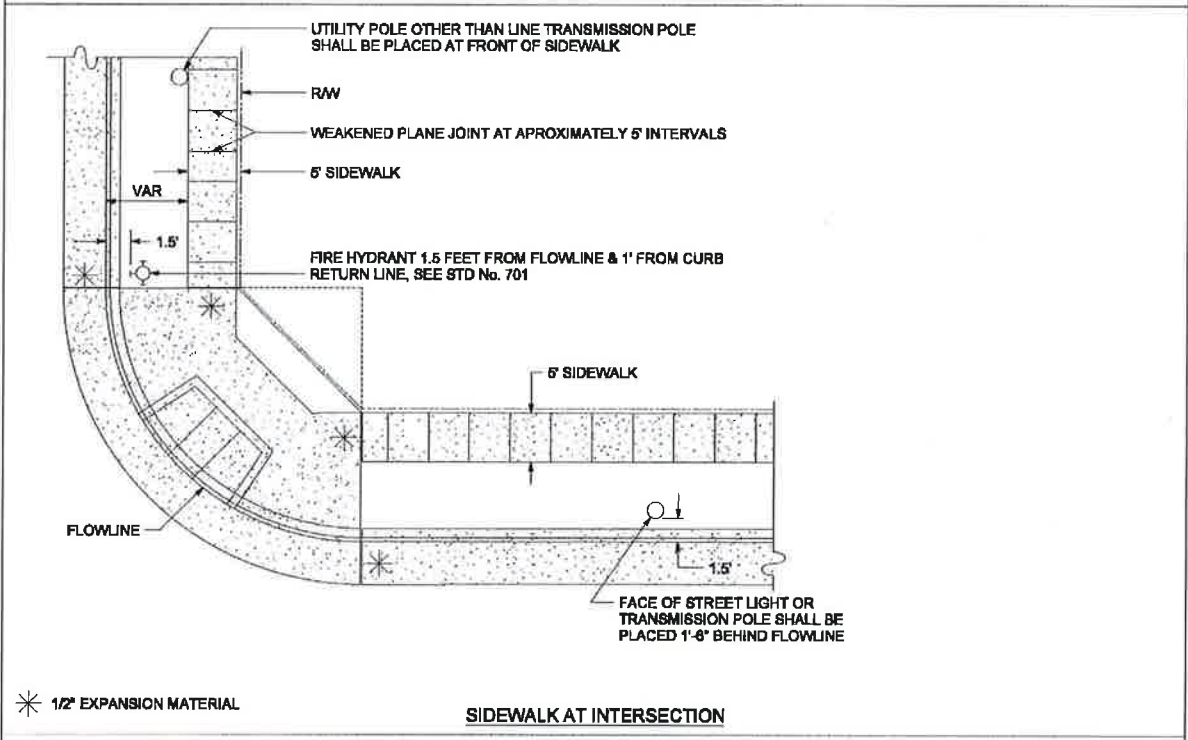 UTILITY POLE OTHER THAN LINE TRANSMISSION POLE
SHALL BE PLACED AT FRONT OF SIDEWALK
R/W
WEAKENED PLANE JOINT AT APROXIMATELY 5' INTERVALS
5' SIDEWALK
VAR
1.5'
FIRE HYDRANT 1.5 FEET FROM FLOWLINE & 1' FROM CURB
RETURN LINE, SEE STD No. 701
5' SIDEWALK
FLOWLINE
1.5'
FACE OF STREET LIGHT OR
TRANSMISSION POLE SHALL BE
PLACED 1'-6" BEHIND FLOWLINE
1/2" EXPANSION MATERIAL
SIDEWALK AT INTERSECTION